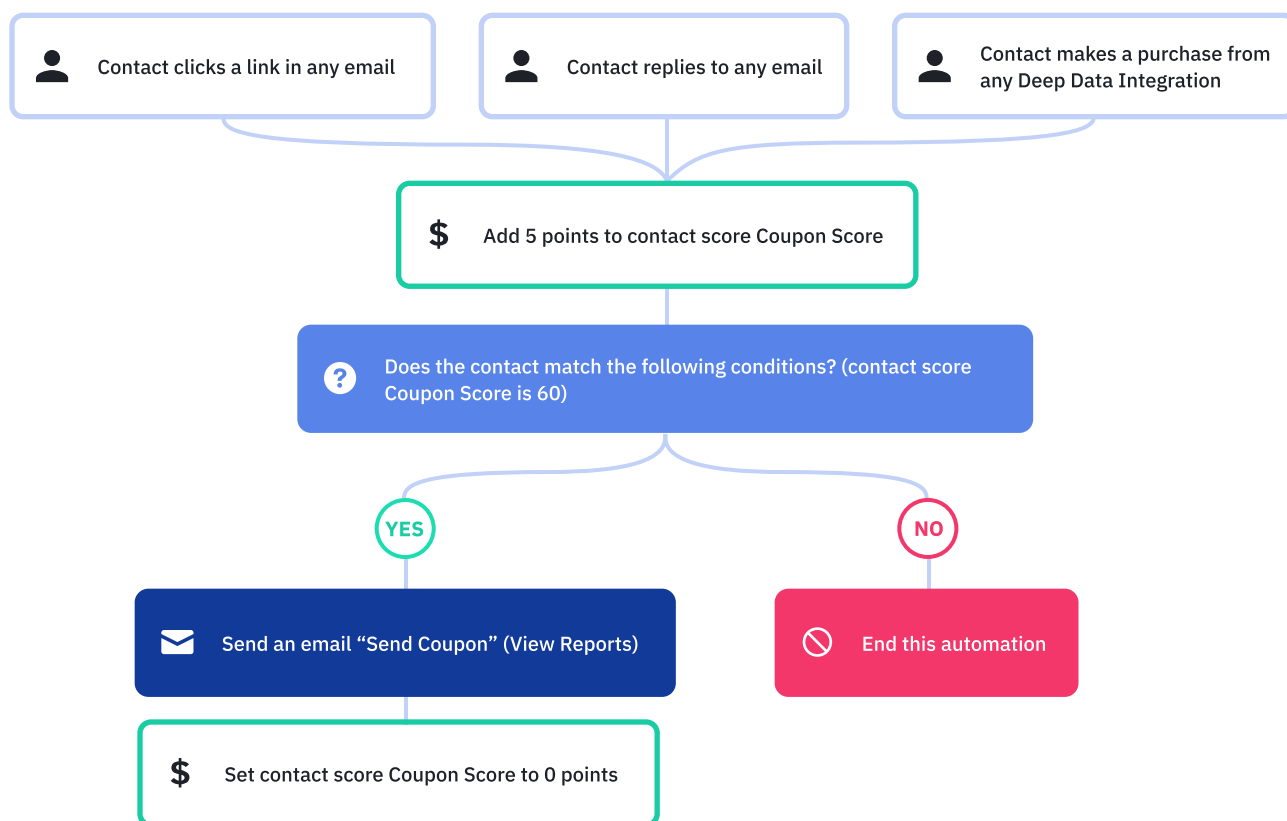 Contact clicks a link in any email
Contact replies to any email
Contact makes a purchase from
any Deep Data Integration
$ Add 5 points to contact score Coupon Score
? Does the contact match the following conditions? (contact score
Coupon Score is 60)
YES
NO
Send an email “Send Coupon” (View Reports)
End this automation
$ Set contact score Coupon Score to 0 points